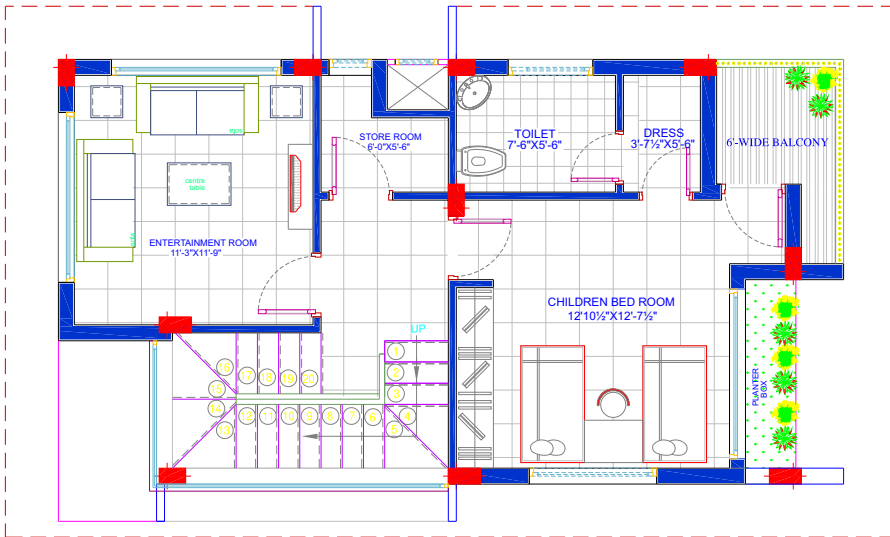 STORE ROOM
6'-0"X5'-6"
TOILET
7'-6"X5'-6"
DRESS
3'-7½"X5'-6"
6'-WIDE BALCONY
sofa
centre
table
sofa
ENTERTAINMENT ROOM
11'-3"X11'-9"
CHILDREN BED ROOM
12'10½"X12'-7½"
UP
PLANTER
BOX
1
2
3
4
5
6
7
8
9
10
11
12
13
14
15
16
17
18
19
20